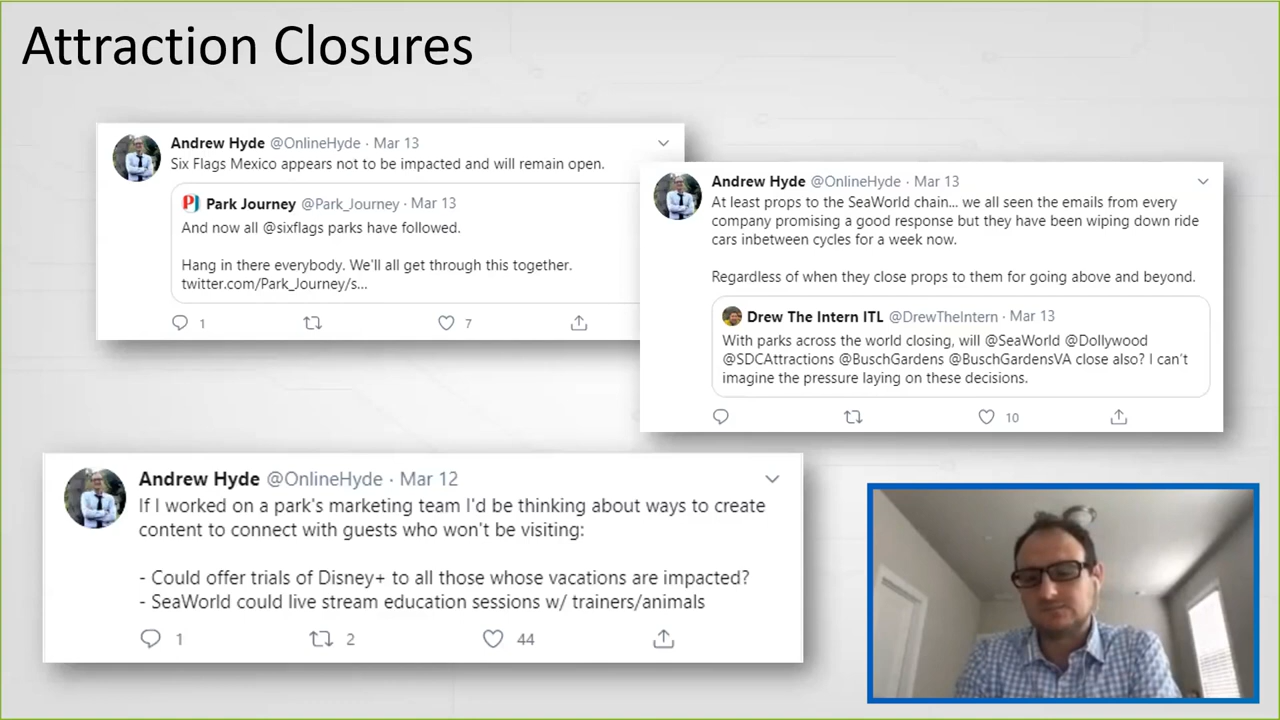 Attraction Closures
Andrew Hyde @OnlineHyde · Mar 13
Six Flags Mexico appears not to be impacted and will remain open.
Park Journey @Park_Journey · Mar 13
And now all @sixflags parks have followed.
Hang in there everybody. We'll all get through this together.
twitter.com/Park_Journey/s...
1
7
Andrew Hyde @OnlineHyde · Mar 13
At least props to the SeaWorld chain... we all seen the emails from every
company promising a good response but they have been wiping down ride
cars inbetween cycles for a week now.
Regardless of when they close props to them for going above and beyond.
Drew The Intern ITL @DrewTheIntern · Mar 13
With parks across the world closing, will @SeaWorld @Dollywood
@SDCAttractions @BuschGardens @BuschGardensVA close also? I can't
imagine the pressure laying on these decisions.
10
Andrew Hyde @OnlineHyde · Mar 12
If I worked on a park's marketing team I'd be thinking about ways to create
content to connect with guests who won't be visiting:
- Could offer trials of Disney+ to all those whose vacations are impacted?
- SeaWorld could live stream education sessions w/ trainers/animals
1
2
44